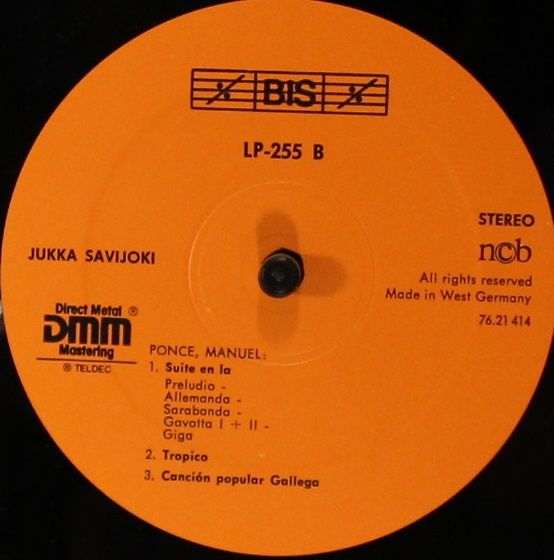 BIS
LP-255 B
STEREO
ncb
JUKKA SAVIJOKI
All rights reserved
Made in West Germany
76.21 414
Direct Metal ®
DMM
Mastering
® TELDEC
PONCE, MANUEL:
1. Suite en la
Preludio -
Allemanda -
Sarabanda -
Gavotta I + II -
Giga
2. Tropico
3. Canción popular Gallega